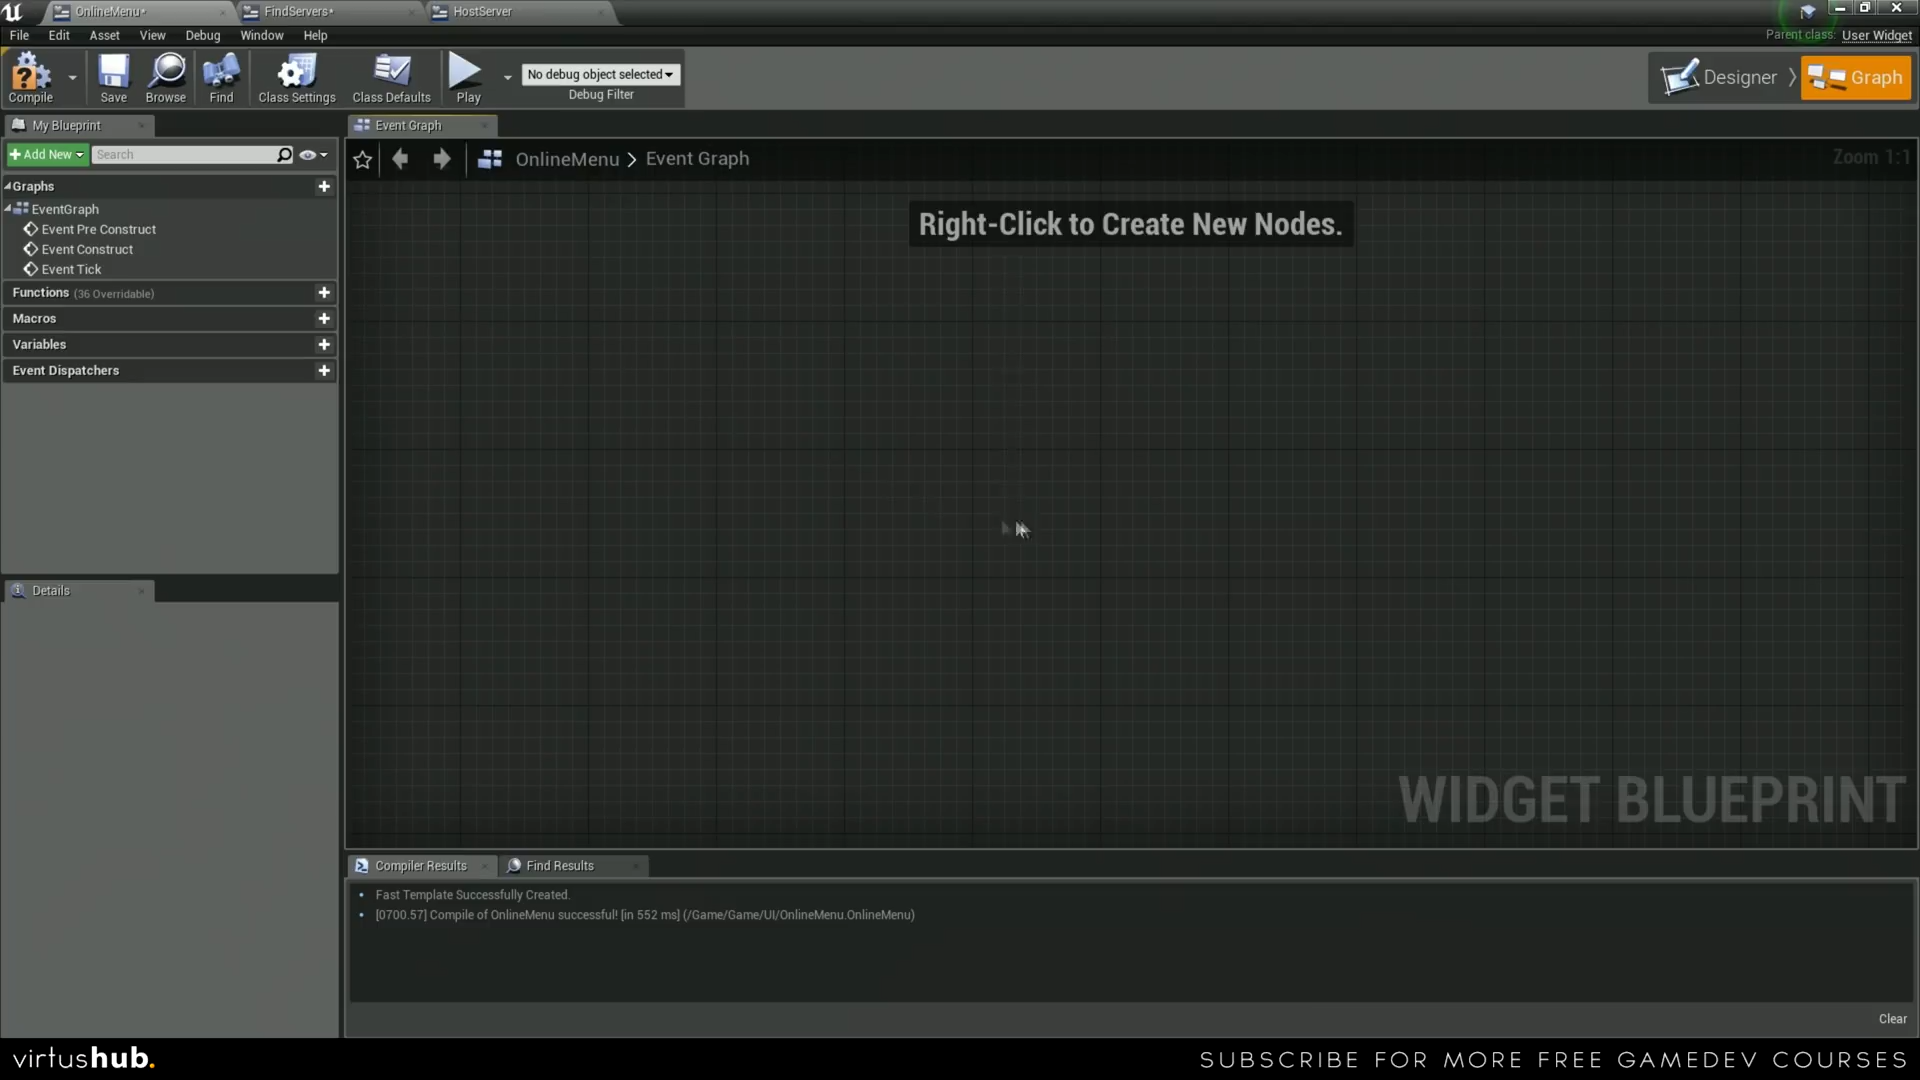 OnlineMenu*
FindServers*
HostServer
File Edit Asset View Debug Window Help
Parent class: User Widget
Compile
Save
Browse
Find
Class Settings
Class Defaults
Play
No debug object selected
Debug Filter
Designer
Graph
My Blueprint
Event Graph
Add New
Search
OnlineMenu > Event Graph
Zoom 1:1
Graphs
EventGraph
Event Pre Construct
Event Construct
Event Tick
Functions (36 Overridable)
Macros
Variables
Event Dispatchers
Right-Click to Create New Nodes.
Details
WIDGET BLUEPRINT
Compiler Results
Find Results
Fast Template Successfully Created.
[0700.57] Compile of OnlineMenu successful! [in 552 ms] (/Game/Game/UI/OnlineMenu.OnlineMenu)
Clear
virtushub.
SUBSCRIBE FOR MORE FREE GAMEDEV COURSES